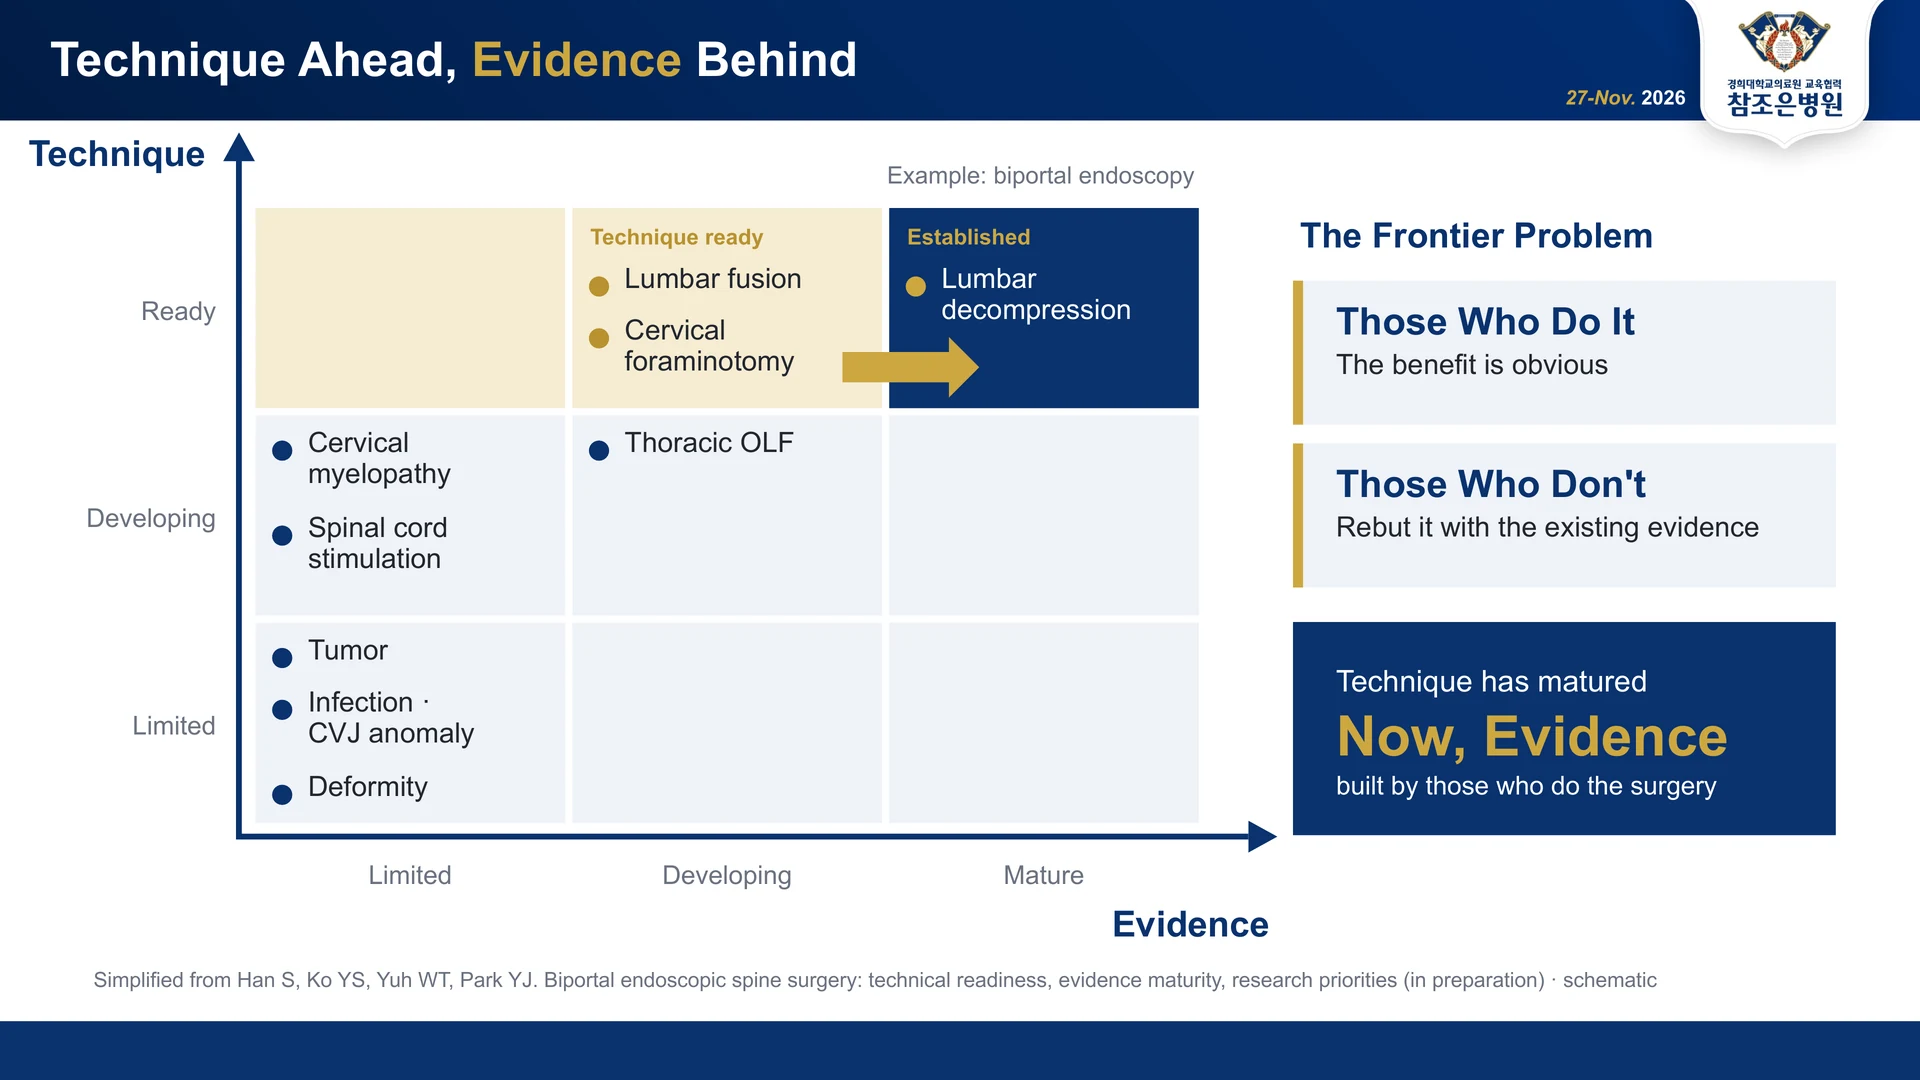 Technique Ahead, Evidence Behind
27-Nov. 2026
경희대학교의료원 교육협력
참조은병원
Technique
Example: biportal endoscopy
Ready
Technique ready
Lumbar fusion
Cervical
foraminotomy
Established
Lumbar
decompression
Developing
Cervical
myelopathy
Spinal cord
stimulation
Thoracic OLF
Limited
Tumor
Infection ·
CVJ anomaly
Deformity
Limited
Developing
Mature
Evidence
The Frontier Problem
Those Who Do It
The benefit is obvious
Those Who Don't
Rebut it with the existing evidence
Technique has matured
Now, Evidence
built by those who do the surgery
Simplified from Han S, Ko YS, Yuh WT, Park YJ. Biportal endoscopic spine surgery: technical readiness, evidence maturity, research priorities (in preparation) · schematic